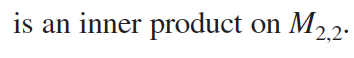 is an inner product on M2,2.